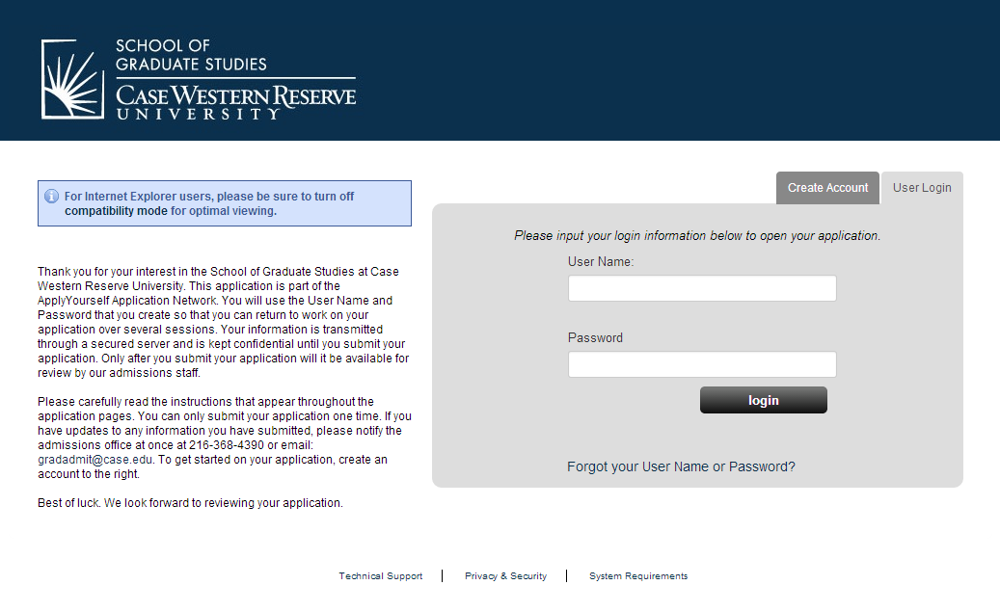 SCHOOL OF
GRADUATE STUDIES
CASE WESTERN RESERVE
UNIVERSITY
For Internet Explorer users, please be sure to turn off
compatibility mode for optimal viewing.
Thank you for your interest in the School of Graduate Studies at Case
Western Reserve University. This application is part of the
ApplyYourself Application Network. You will use the User Name and
Password that you create so that you can return to work on your
application over several sessions. Your information is transmitted
through a secured server and is kept confidential until you submit your
application. Only after you submit your application will it be available for
review by our admissions staff.
Please carefully read the instructions that appear throughout the
application pages. You can only submit your application one time. If you
have updates to any information you have submitted, please notify the
admissions office at once at 216-368-4390 or email:
gradadmit@case.edu. To get started on your application, create an
account to the right.
Best of luck. We look forward to reviewing your application.
Create Account
User Login
Please input your login information below to open your application.
User Name:
Password
login
Forgot your User Name or Password?
Technical Support | Privacy & Security | System Requirements